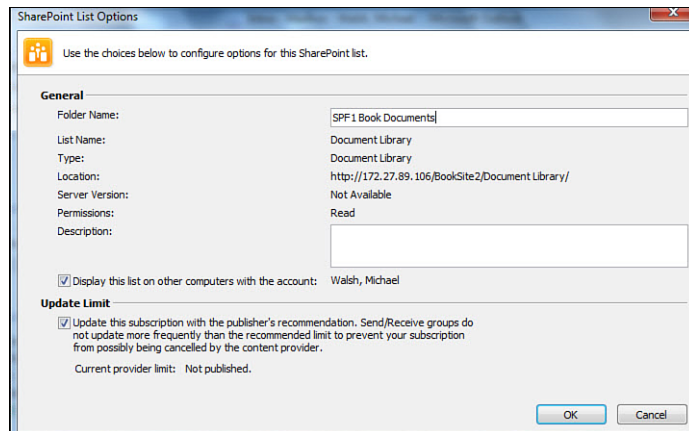 SharePoint List Options
Use the choices below to configure options for this SharePoint list.
General
Folder Name: SPF1 Book Documents
List Name: Document Library
Type: Document Library
Location: http://172.27.89.106/BookSite2/Document Library/
Server Version: Not Available
Permissions: Read
Description:
Display this list on other computers with the account: Walsh, Michael
Update Limit
Update this subscription with the publisher's recommendation. Send/Receive groups do
not update more frequently than the recommended limit to prevent your subscription
from possibly being cancelled by the content provider.
Current provider limit: Not published.
OK Cancel